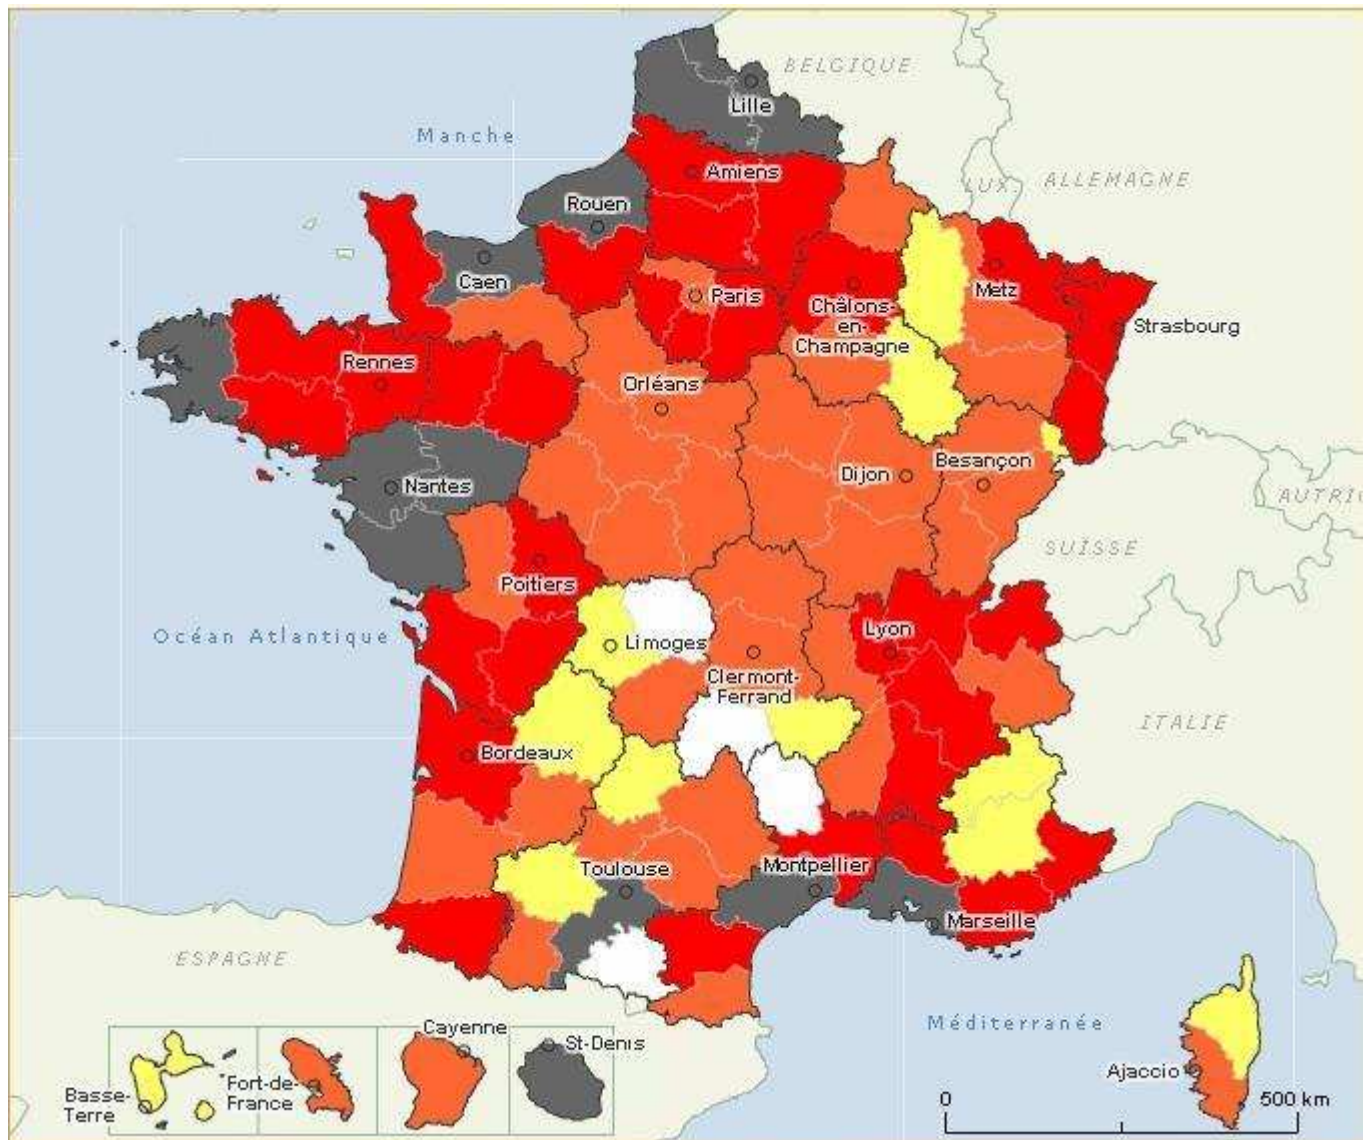 BELGIQUE
Lille
Manche
Amiens
LUX.
ALLEMAGNE
Rouen
Caen
Paris
Metz
Châlons-
en-
Champagne
Strasbourg
Rennes
Orléans
Nantes
Dijon
Besançon
AUTRIC
SUISSE
Poitiers
Océan Atlantique
Limoges
Lyon
Clermont-
Ferrand
ITALIE
Bordeaux
Toulouse
Montpellier
Marseille
ESPAGNE
Méditerranée
Cayenne
St-Denis
Ajaccio
Basse-
Terre
Fort-de-
France
0
500 km